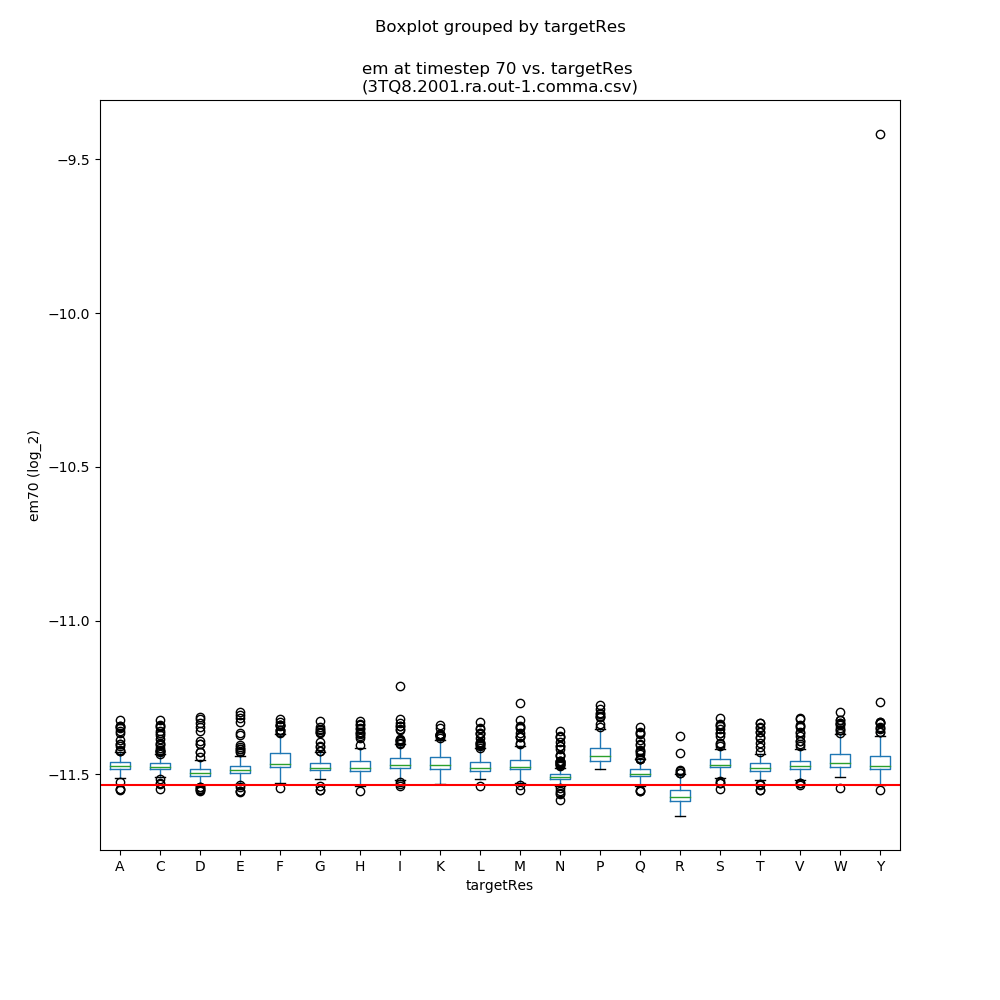 Boxplot grouped by targetRes
em at timestep 70 vs. targetRes
(3TQ8.2001.ra.out-1.comma.csv)
−9.5
−10.0
−10.5
−11.0
−11.5
em70 (log_2)
A C D E F G H I K L M N P Q R S T V W Y
targetRes